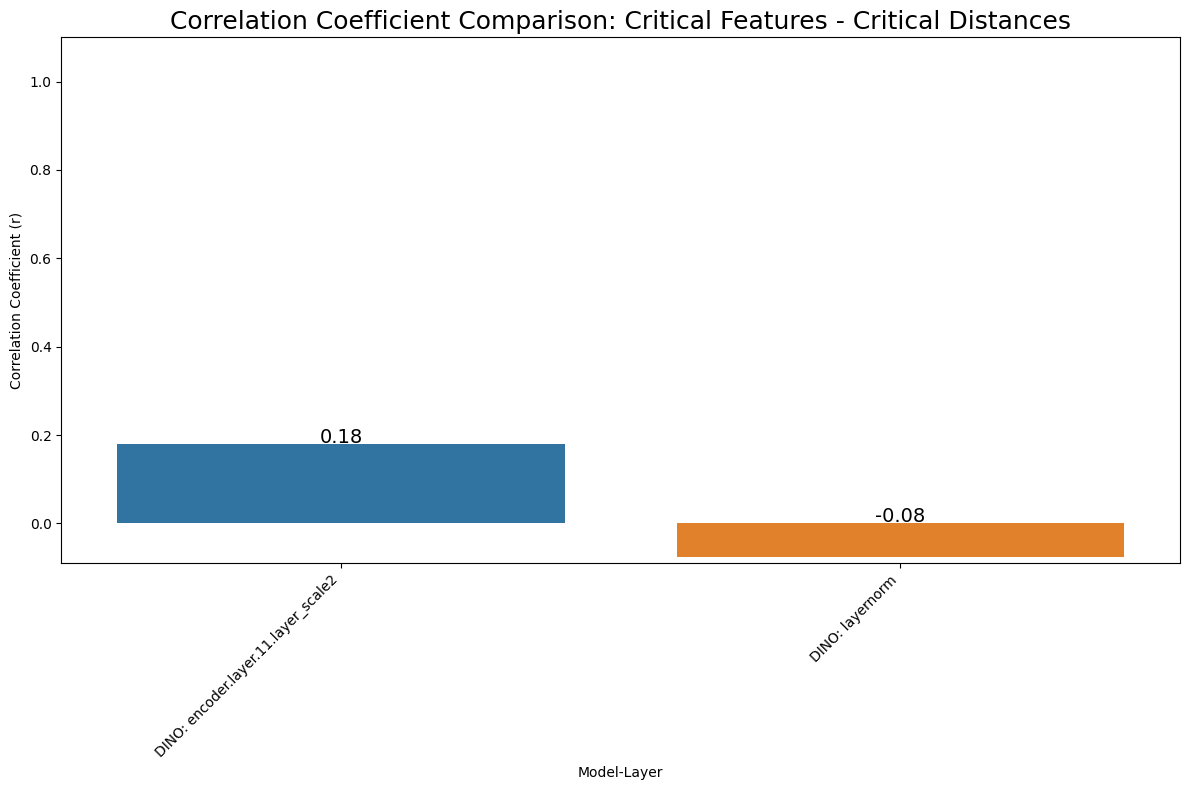 Correlation Coefficient Comparison: Critical Features - Critical Distances
Correlation Coefficient (r)
1.0
0.8
0.6
0.4
0.2
0.0
0.18
-0.08
DINO: encoder.layer.11.layer_scale2
DINO: layernorm
Model-Layer